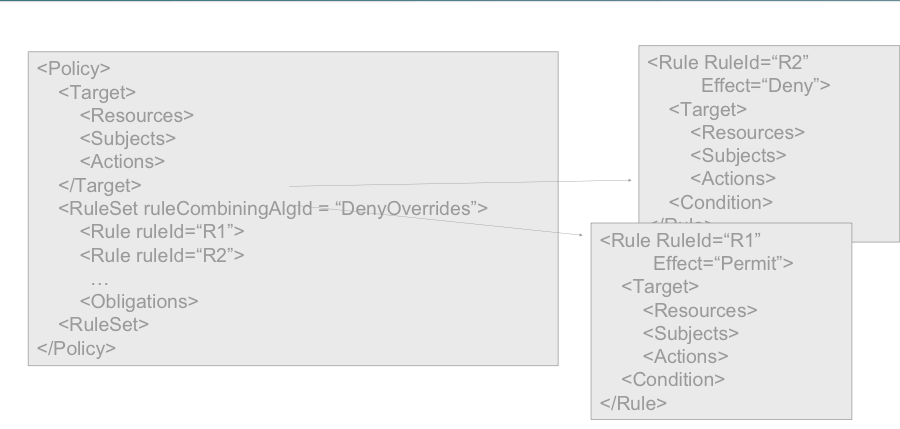 <Policy>
<Target>
<Resources>
<Subjects>
<Actions>
</Target>
<RuleSet ruleCombiningAlgId = “DenyOverrides”>
<Rule ruleId=“R1”>
<Rule ruleId=“R2”>
…
<Obligations>
<RuleSet>
</Policy>
<Rule RuleId=“R2”
Effect=“Deny”>
<Target>
<Resources>
<Subjects>
<Actions>
<Condition>
</Rule>
<Rule RuleId=“R1”
Effect=“Permit”>
<Target>
<Resources>
<Subjects>
<Actions>
<Condition>
</Rule>